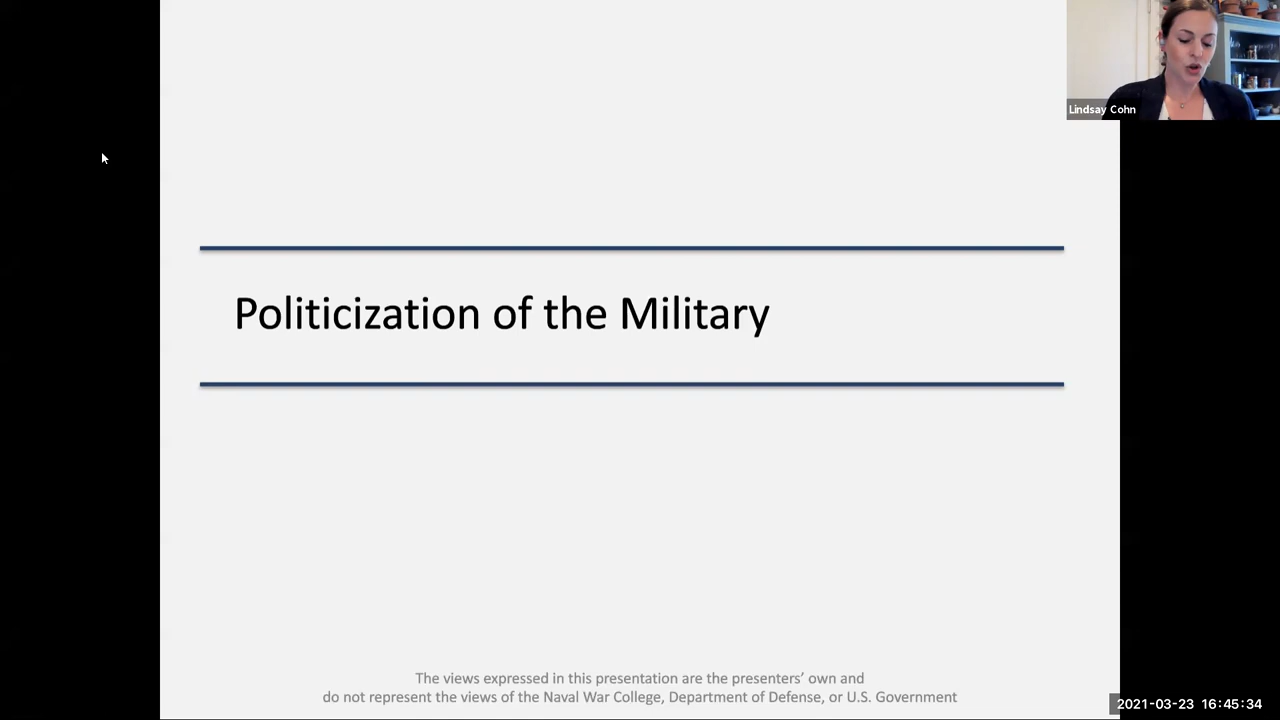 Lindsay Cohn
Politicization of the Military
The views expressed in this presentation are the presenters’ own and
do not represent the views of the Naval War College, Department of Defense, or U.S. Government
2021-03-23 16:45:34